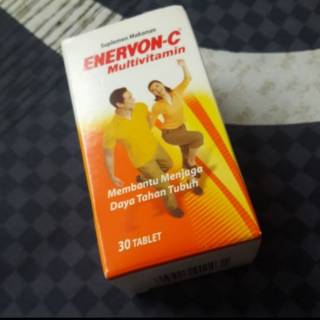 Suplemen Makanan
ENERVON-C®
Multivitamin
Membantu Menjaga
Daya Tahan Tubuh
30 TABLET